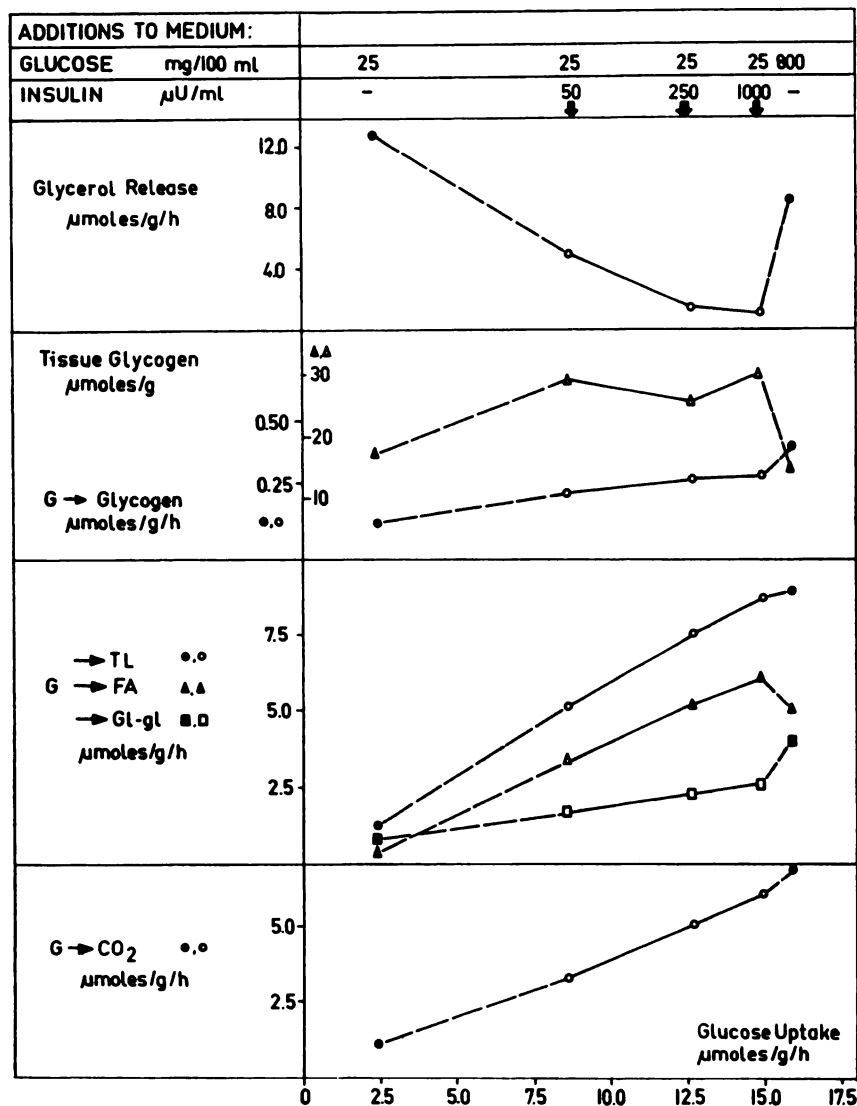 ADDITIONS TO MEDIUM:
GLUCOSE mg/100 ml 25 25 25 25 800
INSULIN µU/ml – 50 250 1000 –
Glycerol Release
µmoles/g/h
12.0
8.0
4.0
Tissue Glycogen
µmoles/g
▲,▲
30
20
10
0.50
0.25
G → Glycogen
µmoles/g/h
●,○
→ TL ●,○
G → FA ▲,▲
→ Gl-gl ■,□
µmoles/g/h
7.5
5.0
2.5
G → CO₂ ●,○
µmoles/g/h
5.0
2.5
Glucose Uptake
µmoles/g/h
0 2.5 5.0 7.5 10.0 12.5 15.0 17.5